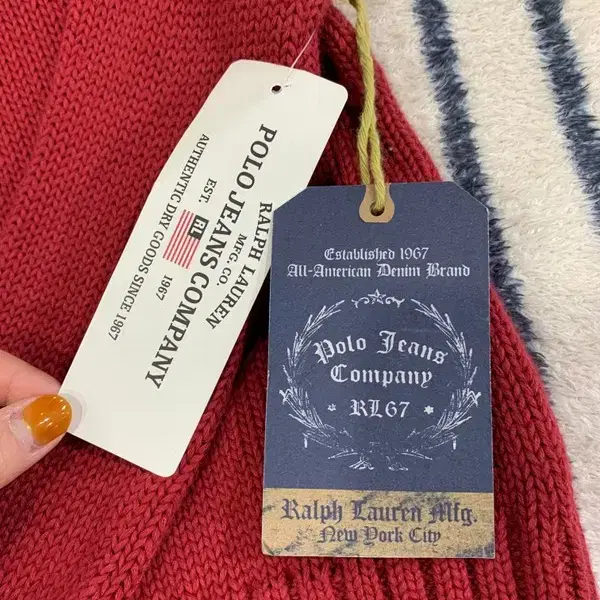 RALPH LAUREN
MFG. CO.
POLO JEANS COMPANY
EST.
RL
1967
AUTHENTIC DRY GOODS SINCE 1967
Established 1967
All-American Denim Brand
Polo Jeans
Company
RL67
Ralph Lauren Mfg.
New York City